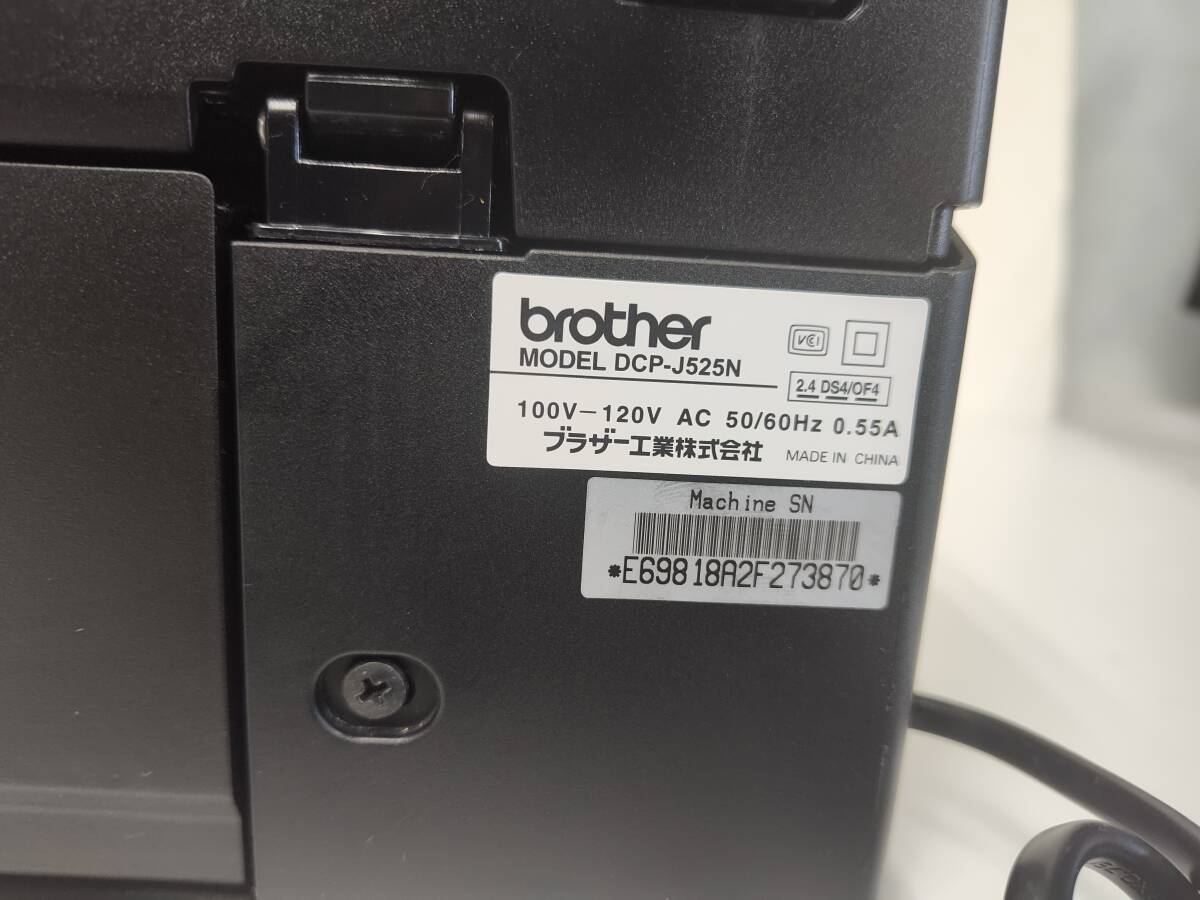 brother
MODEL DCP-J525N
VCI
2.4 DS4/OF4
100V－120V AC 50/60Hz 0.55A
ブラザー工業株式会社
MADE IN CHINA
Machine SN
*E69818A2F273870*